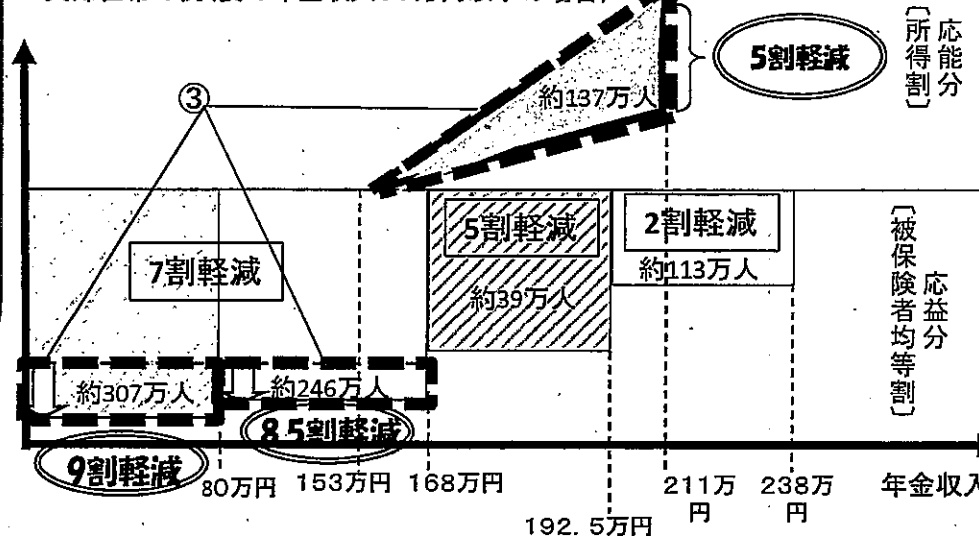 5割軽減
応能分
〔所得割〕
③
約137万人
7割軽減
5割軽減
約39万人
2割軽減
約113万人
応益分
〔被保険者均等割〕
約307万人
約246万人
9割軽減
8.5割軽減
80万円
153万円
168万円
192.5万円
211万円
238万円
年金収入